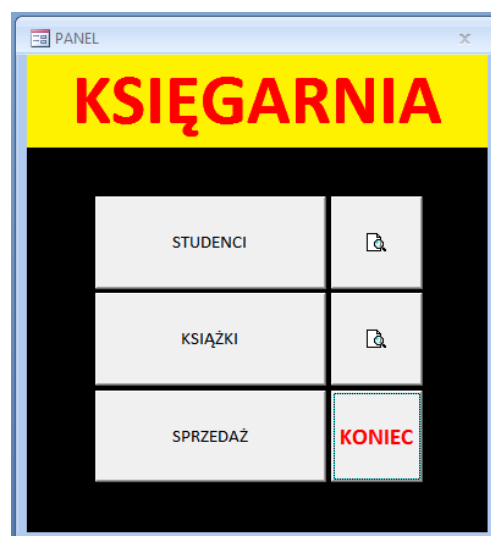 PANEL
KSIĘGARNIA
STUDENCI
KSIĄŻKI
SPRZEDAŻ KONIEC